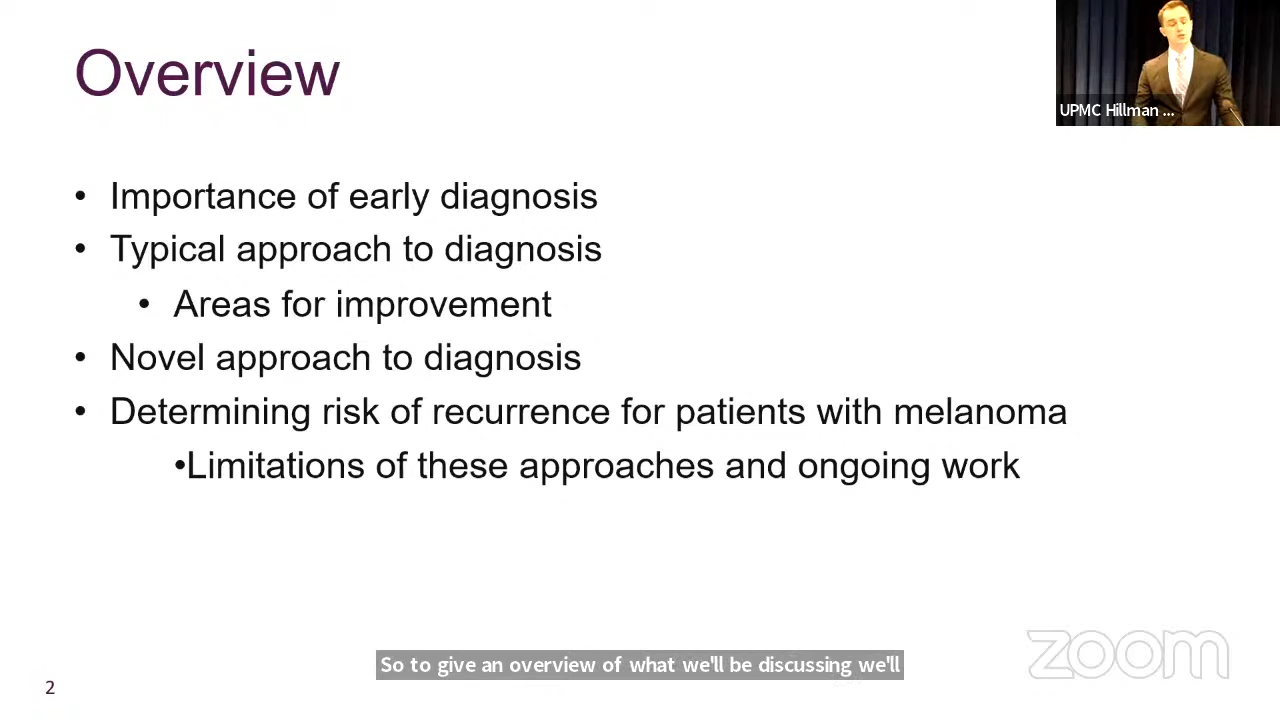 Overview
UPMC Hillman ...
• Importance of early diagnosis
• Typical approach to diagnosis
• Areas for improvement
• Novel approach to diagnosis
• Determining risk of recurrence for patients with melanoma
•Limitations of these approaches and ongoing work
So to give an overview of what we'll be discussing we'll
zoom
2